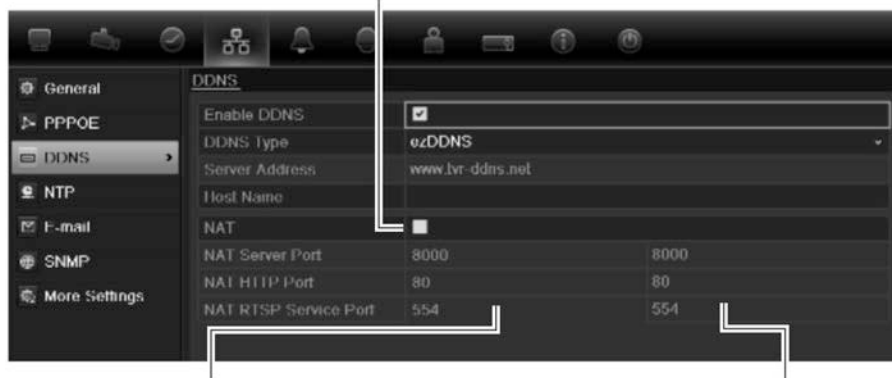 DDNS
General
PPPOE
DDNS
NTP
E-mail
SNMP
More Settings
Enable DDNS
DDNS Type ezDDNS
Server Address www.tvr-ddns.net
Host Name
NAT
NAT Server Port 8000 8000
NAT HTTP Port 80 80
NAT RTSP Service Port 554 554